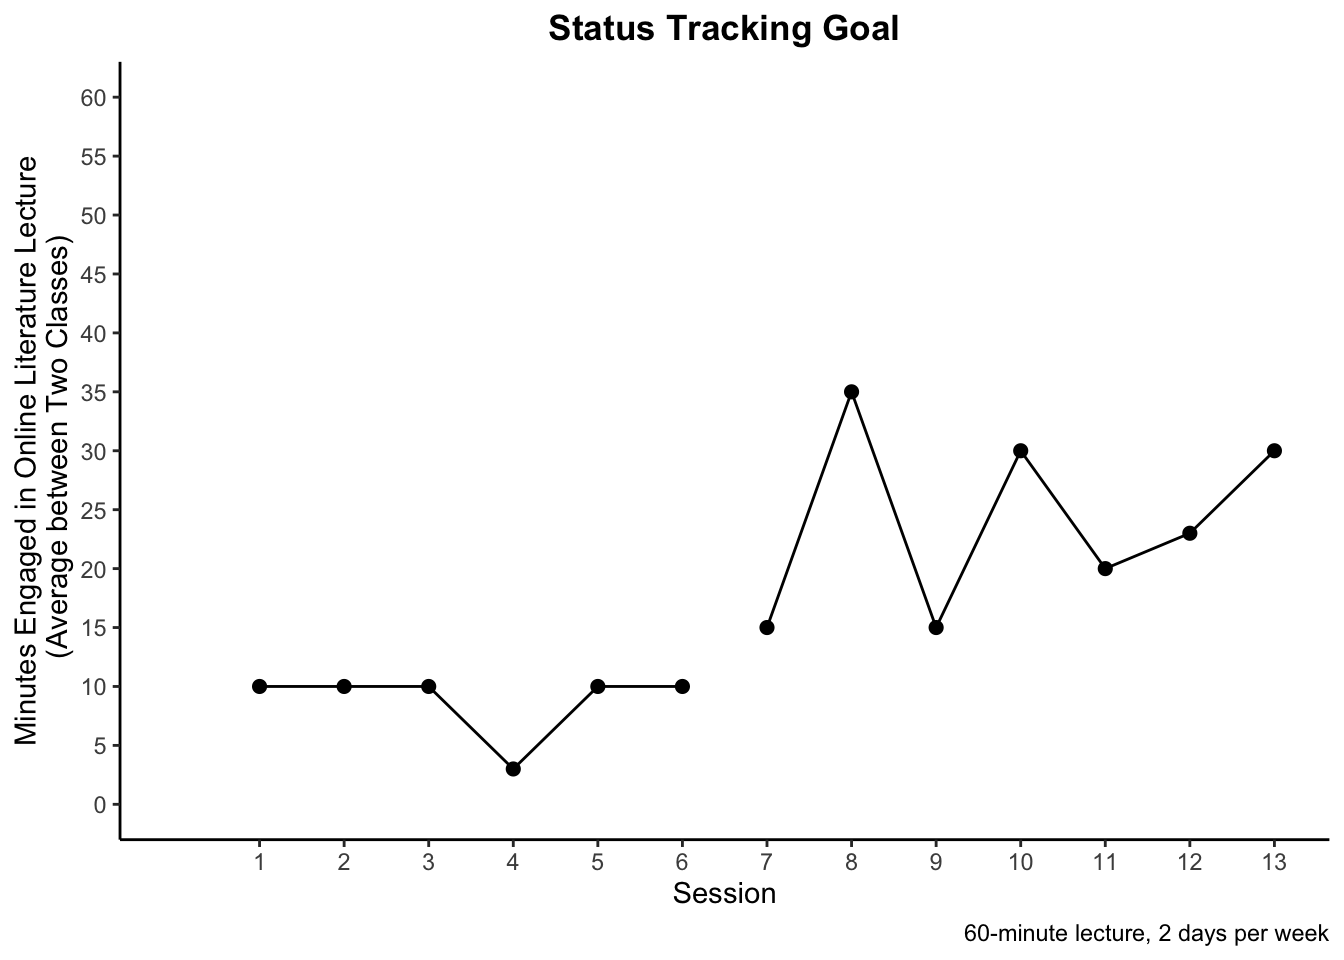 Status Tracking Goal
Minutes Engaged in Online Literature Lecture
(Average between Two Classes)
60
55
50
45
40
35
30
25
20
15
10
5
0
1 2 3 4 5 6 7 8 9 10 11 12 13
Session
60-minute lecture, 2 days per week